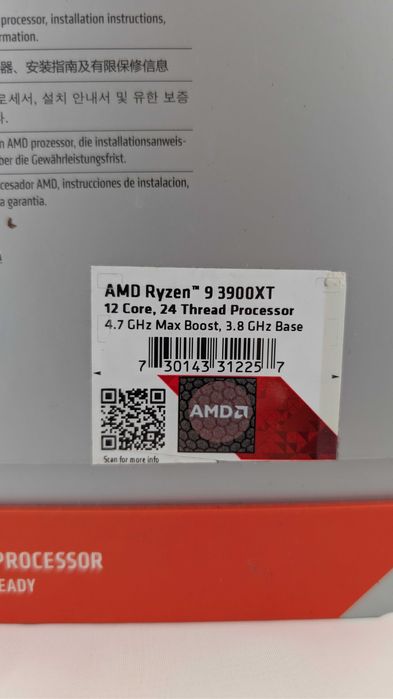 processor, installation instructions,
rmation.
器、安装指南及有限保修信息
로세서, 설치 안내서 및 유한 보증
다.
n AMD prozessor, die installationsanweis-
ber die Gewährleistungsfrist.
cesador AMD, instrucciones de instalacion,
a garantia.
AMD Ryzen™ 9 3900XT
12 Core, 24 Thread Processor
4.7 GHz Max Boost, 3.8 GHz Base
7 30143 31225 7
AMD
Scan for more info
PROCESSOR
EADY